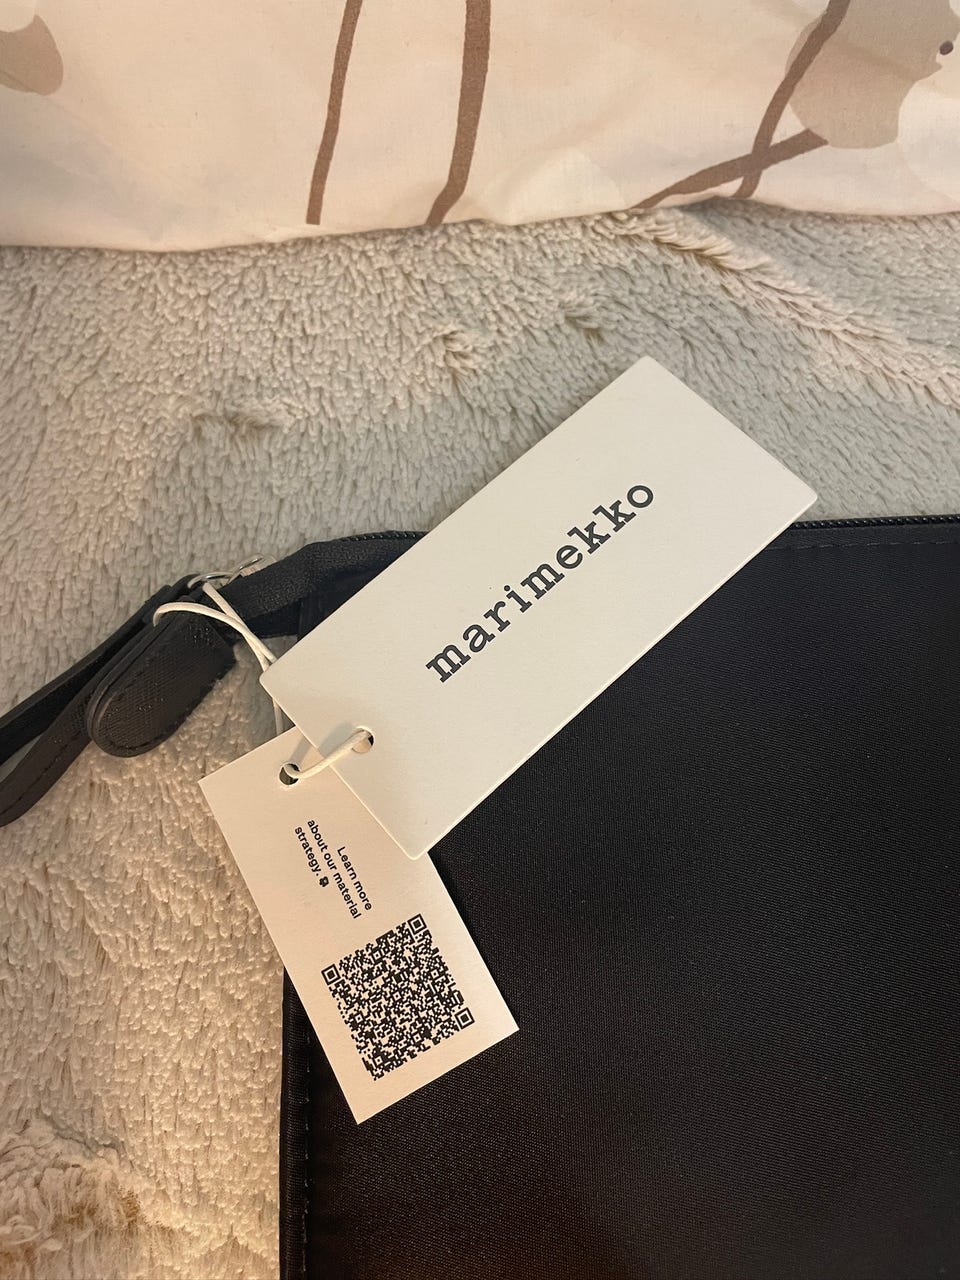 marimekko
Learn more
about our material
strategy.